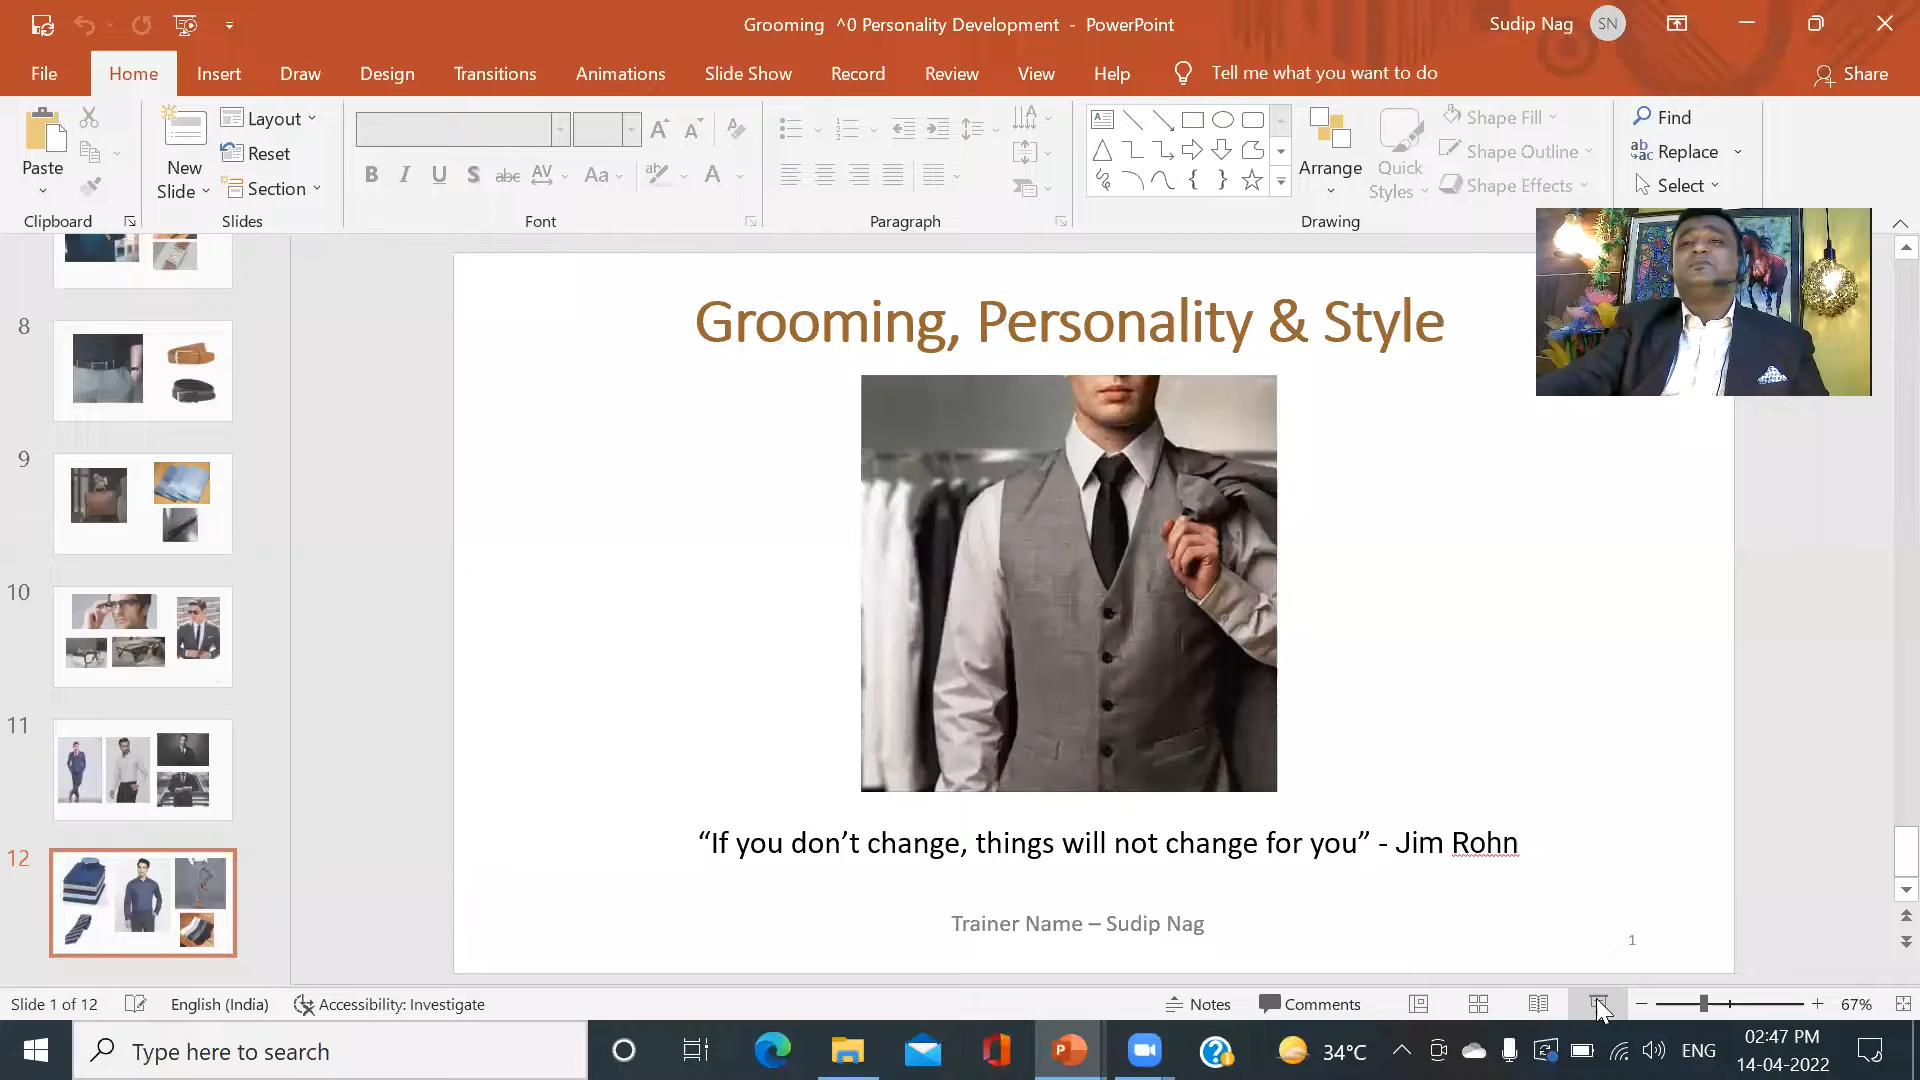 Grooming ^0 Personality Development - PowerPoint
Sudip Nag
SN
File
Home
Insert
Draw
Design
Transitions
Animations
Slide Show
Record
Review
View
Help
Tell me what you want to do
Share
Paste
Clipboard
New
Slide
Layout
Reset
Section
Slides
B I U S abc AV Aa A
Font
Paragraph
Arrange
Quick
Styles
Shape Fill
Shape Outline
Shape Effects
Drawing
Find
Replace
Select
8
9
10
11
12
Grooming, Personality & Style
“If you don’t change, things will not change for you” - Jim Rohn
Trainer Name – Sudip Nag
1
Slide 1 of 12
English (India)
Accessibility: Investigate
Notes
Comments
67%
Type here to search
34°C
ENG
02:47 PM
14-04-2022